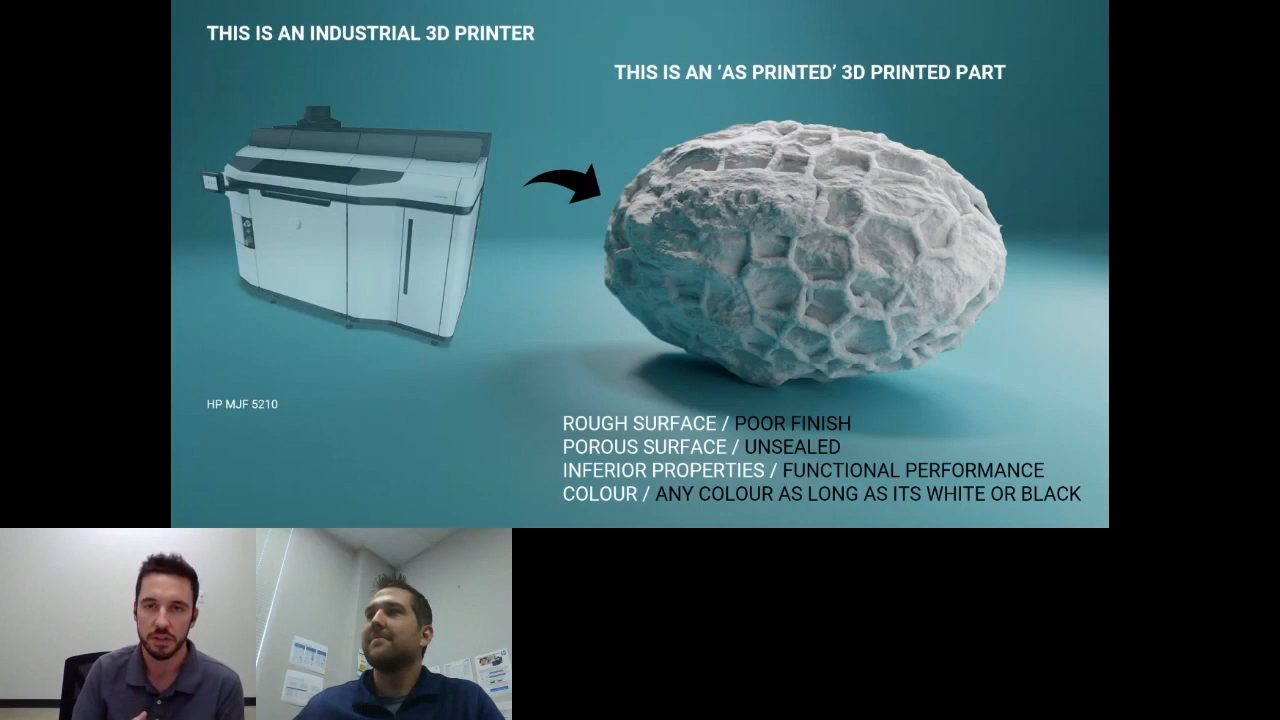 THIS IS AN INDUSTRIAL 3D PRINTER
THIS IS AN ‘AS PRINTED’ 3D PRINTED PART
HP MJF 5210
ROUGH SURFACE / POOR FINISH
POROUS SURFACE / UNSEALED
INFERIOR PROPERTIES / FUNCTIONAL PERFORMANCE
COLOUR / ANY COLOUR AS LONG AS ITS WHITE OR BLACK